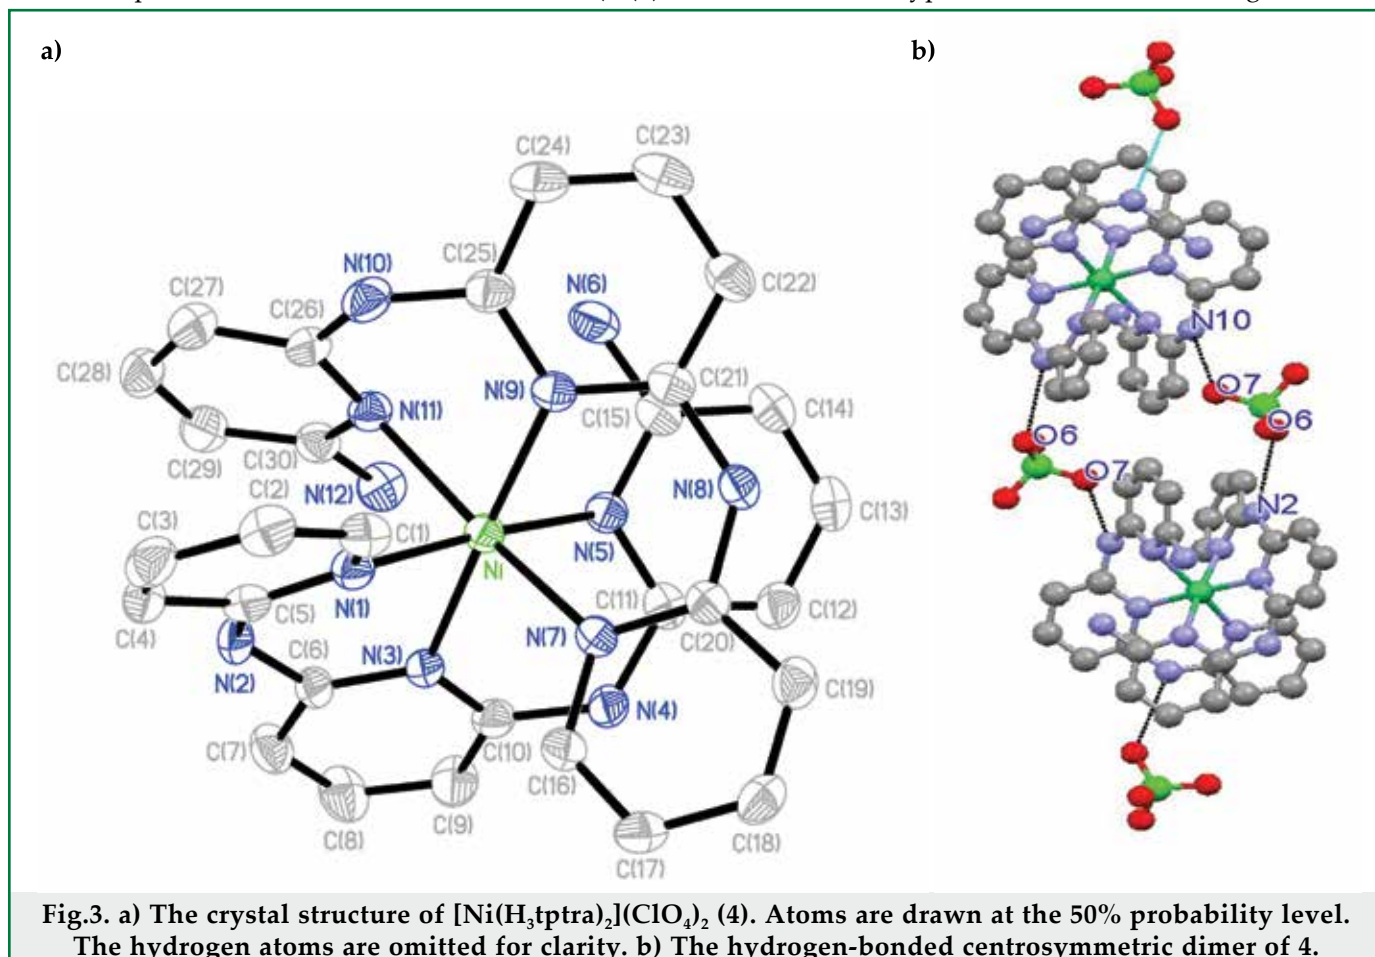 a)
b)
C(24)
C(23)
C(25)
N(10)
C(22)
C(27)
C(26)
N(6)
C(28)
N(9)
C(21)
N(11)
C(15)
C(14)
C(29)
C(30)
C(2)
N(12)
N(8)
C(3)
C(1)
C(13)
N(5)
Ni
N(1)
C(5)
C(11)
C(12)
C(4)
N(7)
C(20)
C(6)
N(3)
N(2)
C(19)
N(4)
C(7)
C(10)
C(16)
C(8)
C(9)
C(18)
C(17)
N10
O7
O6
O6
O7
N2
Fig.3. a) The crystal structure of [Ni(H₃tptra)₂](ClO₄)₂ (4). Atoms are drawn at the 50% probability level.
The hydrogen atoms are omitted for clarity. b) The hydrogen-bonded centrosymmetric dimer of 4.